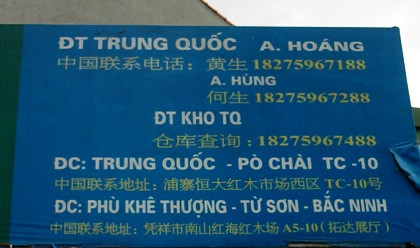 ĐT TRUNG QUỐC A. HOÁNG
中国联系电话：黄生 18275967188
A. HÙNG
何生 18275967288
ĐT KHO TQ
仓库查询：18275967488
ĐC: TRUNG QUỐC - PÒ CHÀI TC -10
中国联系地址：浦寨恒大红木市场西区 TC-10号
ĐC: PHÙ KHÊ THƯỢNG - TỪ SƠN - BẮC NINH
中国联系地址：凭祥市南山红海红木场 A5-10（拓达展厅）